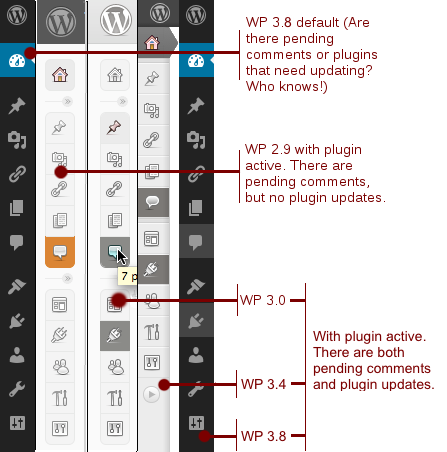 WP 3.8 default (Are
there pending
comments or plugins
that need updating?
Who knows!)
WP 2.9 with plugin
active. There are
pending comments,
but no plugin updates.
7 p
WP 3.0
With plugin active.
There are both
pending comments
and plugin updates.
WP 3.4
WP 3.8